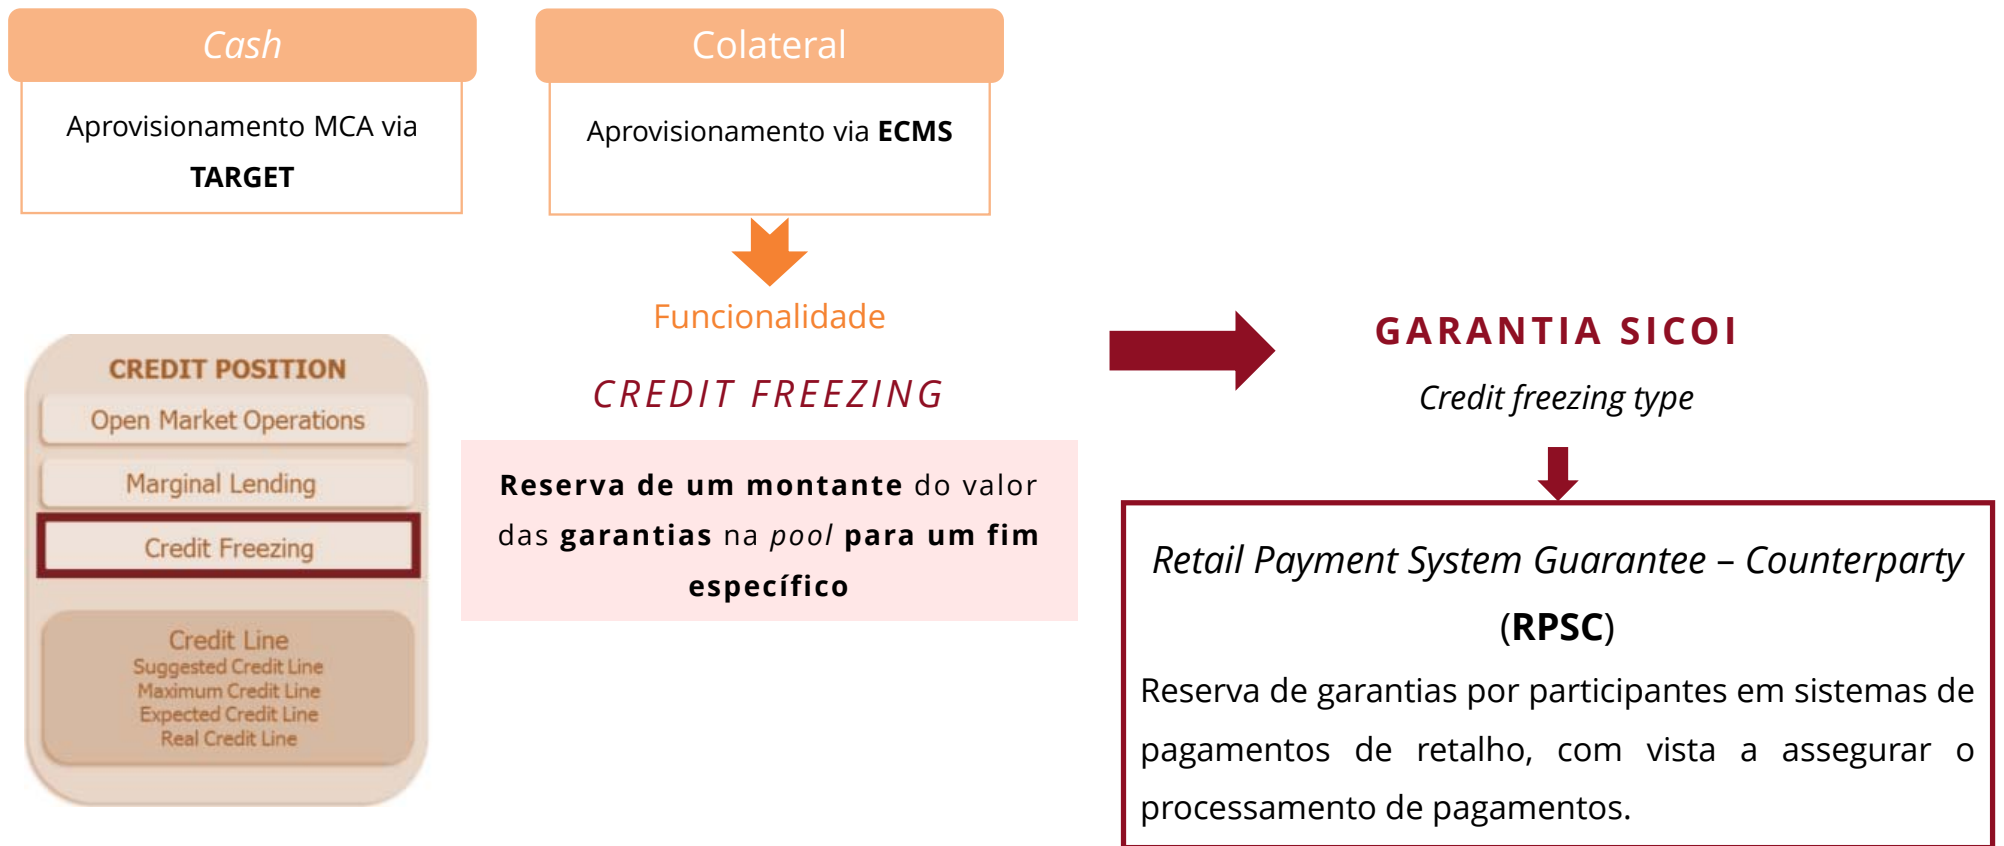 Cash
Aprovisionamento MCA via
TARGET
Colateral
Aprovisionamento via ECMS
Funcionalidade
CREDIT FREEZING
Reserva de um montante do valor
das garantias na pool para um fim
específico
CREDIT POSITION
Open Market Operations
Marginal Lending
Credit Freezing
Credit Line
Suggested Credit Line
Maximum Credit Line
Expected Credit Line
Real Credit Line
GARANTIA SICOI
Credit freezing type
Retail Payment System Guarantee – Counterparty
(RPSC)
Reserva de garantias por participantes em sistemas de
pagamentos de retalho, com vista a assegurar o
processamento de pagamentos.